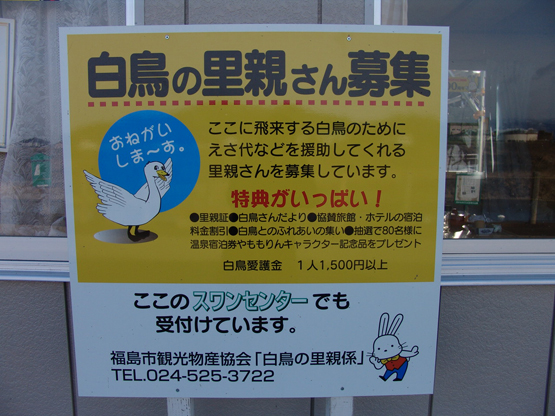 白鳥の里親さん募集
おねがい
しま〜す。
ここに飛来する白鳥のために
えさ代などを援助してくれる
里親さんを募集しています。
特典がいっぱい！
●里親証●白鳥さんだより●協賛旅館・ホテルの宿泊
料金割引●白鳥とのふれあいの集い●抽選で80名様に
温泉宿泊券やももりんキャラクター記念品をプレゼント
白鳥愛護金　1人1,500円以上
ここのスワンセンターでも
受付けています。
福島市観光物産協会「白鳥の里親係」
TEL.024-525-3722